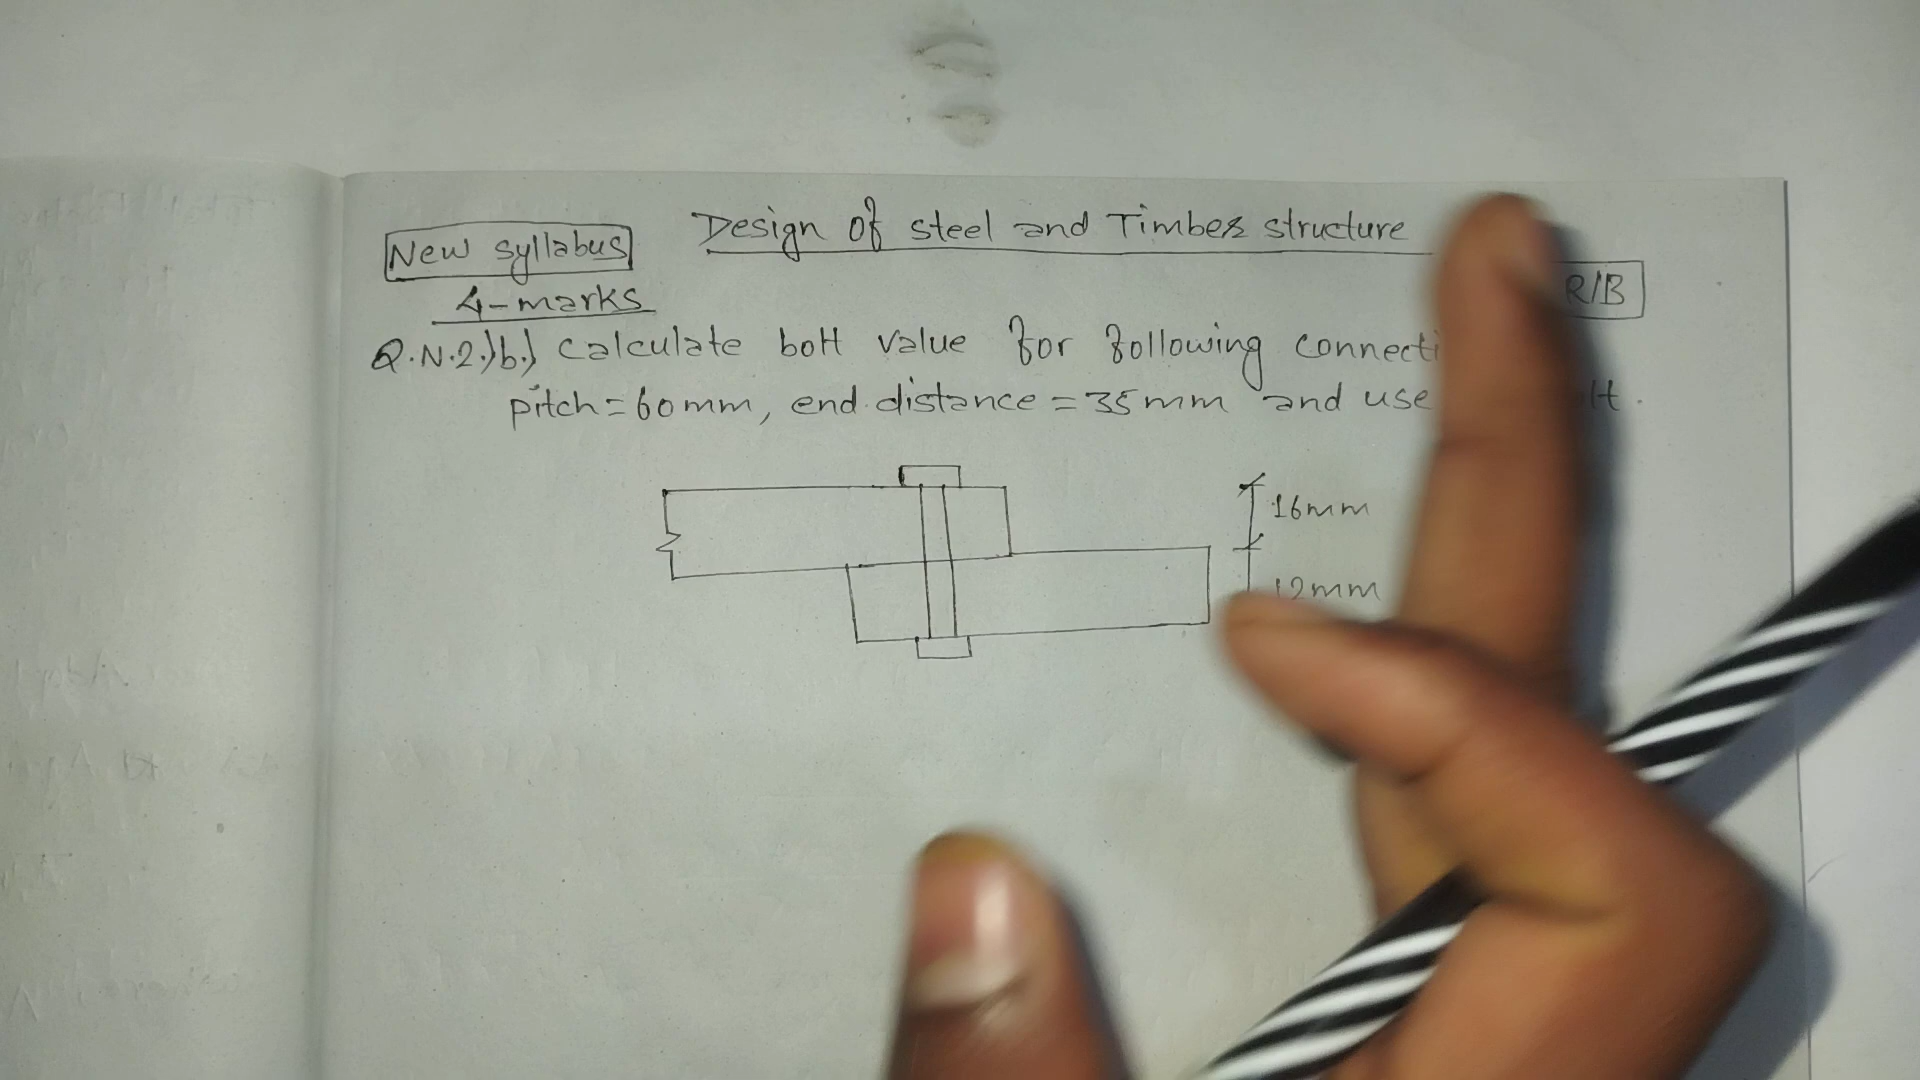 Design of steel and Timber structure
New syllabus
R/B
4-marks
Q.N.2.)b.) Calculate bolt value for following
pitch=60mm, end distance = 35mm and use
16mm
12mm